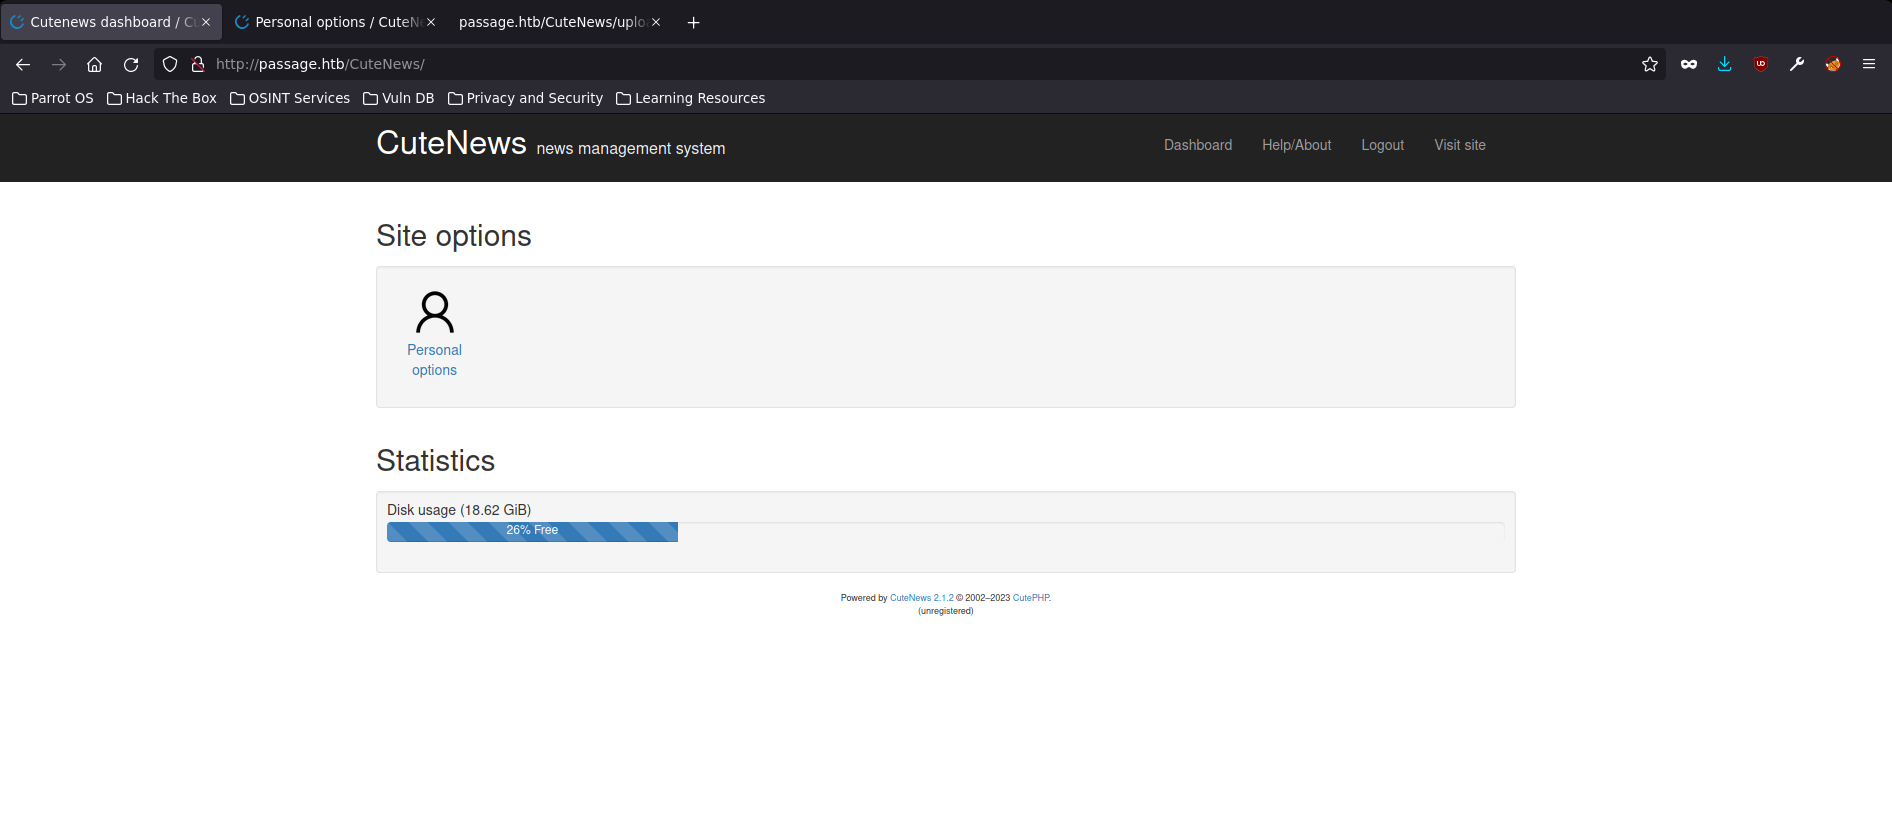 Cutenews dashboard / Cu
Personal options / CuteN
passage.htb/CuteNews/uplo
http://passage.htb/CuteNews/
Parrot OS
Hack The Box
OSINT Services
Vuln DB
Privacy and Security
Learning Resources
CuteNews news management system
Dashboard
Help/About
Logout
Visit site
Site options
Personal
options
Statistics
Disk usage (18.62 GiB)
26% Free
Powered by CuteNews 2.1.2 © 2002–2023 CutePHP.
(unregistered)